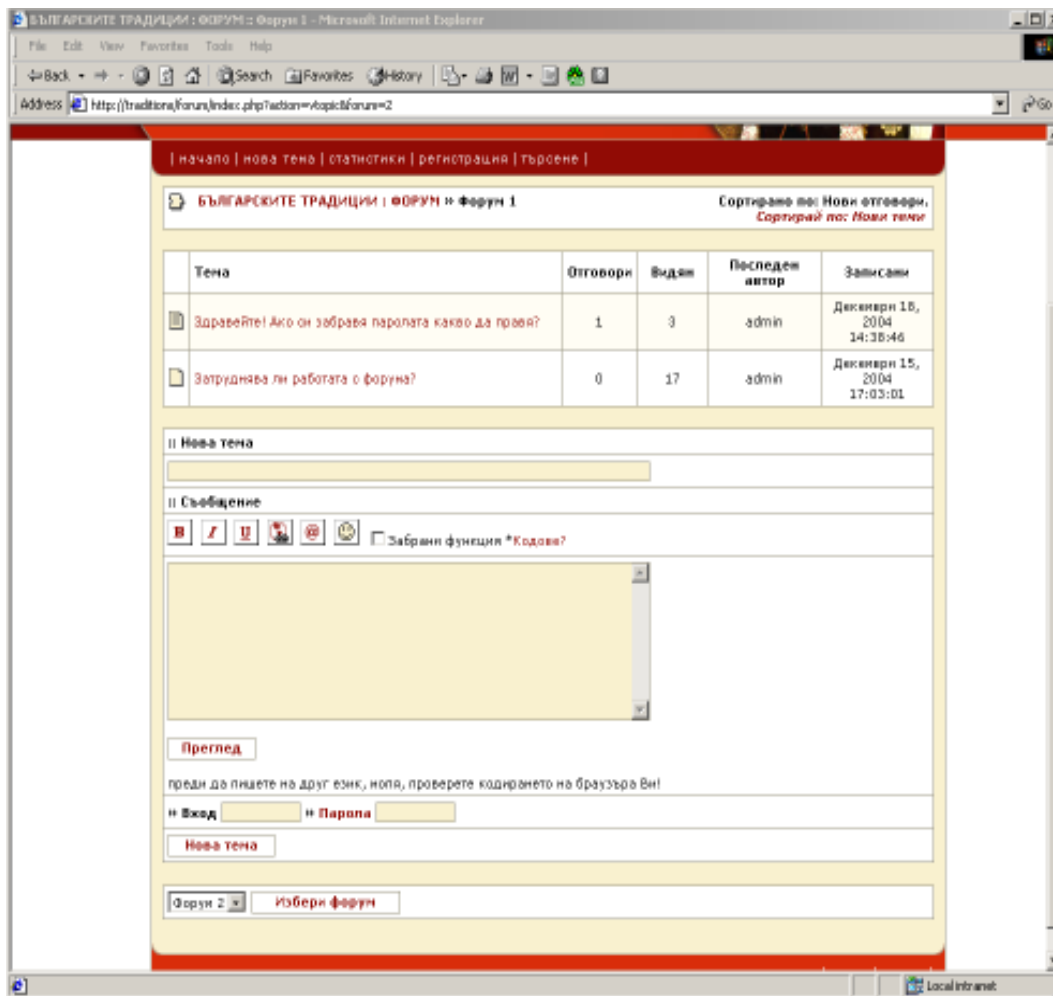 БЪЛГАРСКИТЕ ТРАДИЦИИ : ФОРУМ :: Форум 1 - Microsoft Internet Explorer
File Edit View Favorites Tools Help
Back Search Favorites History
Address http://traditions/forum/index.php?action=vtopic&forum=2 Go
| начало | нова тема | статистики | регистрация | търсене |
БЪЛГАРСКИТЕ ТРАДИЦИИ : ФОРУМ » Форум 1
Сортирано по: Нови отговори,
Сортирай по: Нови теми
Тема Отговори Видян Последен автор Записани
Здравейте! Ако си забравя паролата какво да правя? 1 3 admin Декември 18, 2004 14:38:46
Затруднява ли работата с форума? 0 17 admin Декември 15, 2004 17:03:01
:: Нова тема
:: Съобщение
B I U @ Забрани функция *Кодове?
Преглед
преди да пишете на друг език, моля, проверете кодирането на браузъра Ви!
» Вход » Парола
Нова тема
Форум 2 Избери форум
Local intranet